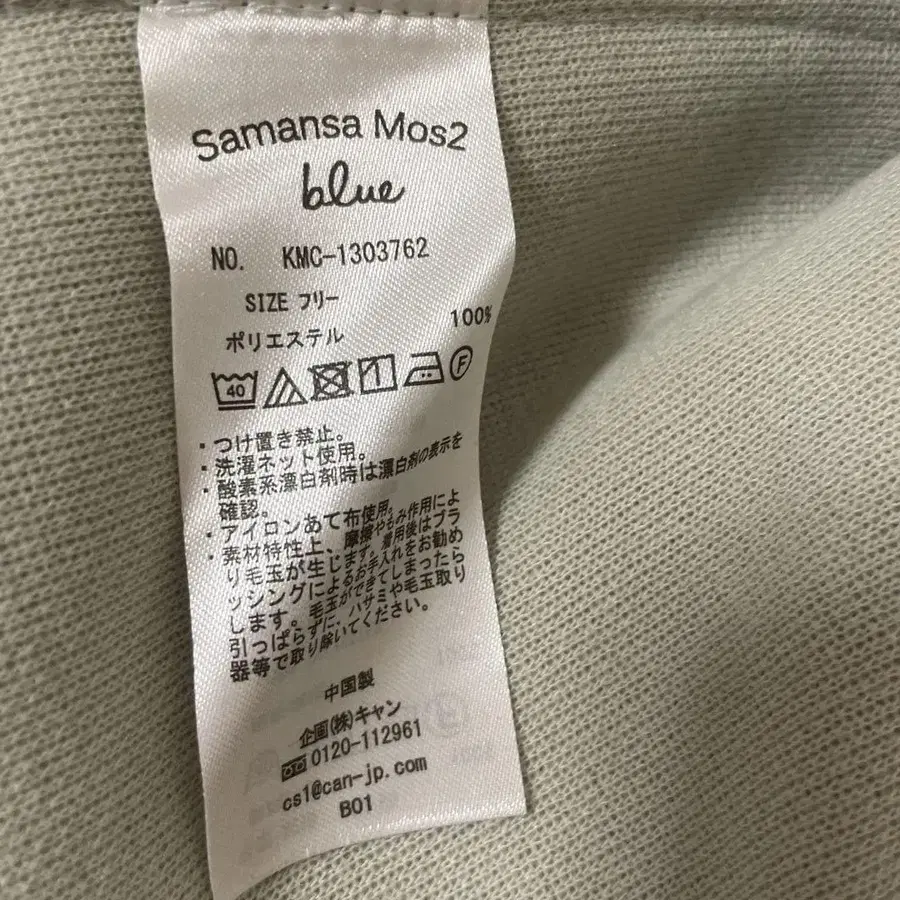 Samansa Mos2
blue
NO. KMC-1303762
SIZE フリー
ポリエステル 100%
40 F
・つけ置き禁止。
・洗濯ネット使用。
・酸素系漂白剤時は漂白剤の表示を
確認。
・アイロンあて布使用。
・素材特性上、摩擦やもみ作用によ
り毛玉が生じます。着用後はブラ
ッシングによるお手入れをお勧め
します。毛玉ができてしまったら
引っぱらずに、ハサミや毛玉取り
器等で取り除いてください。
中国製
企画(株)キャン
0120-112961
cs1@can-jp.com
B01